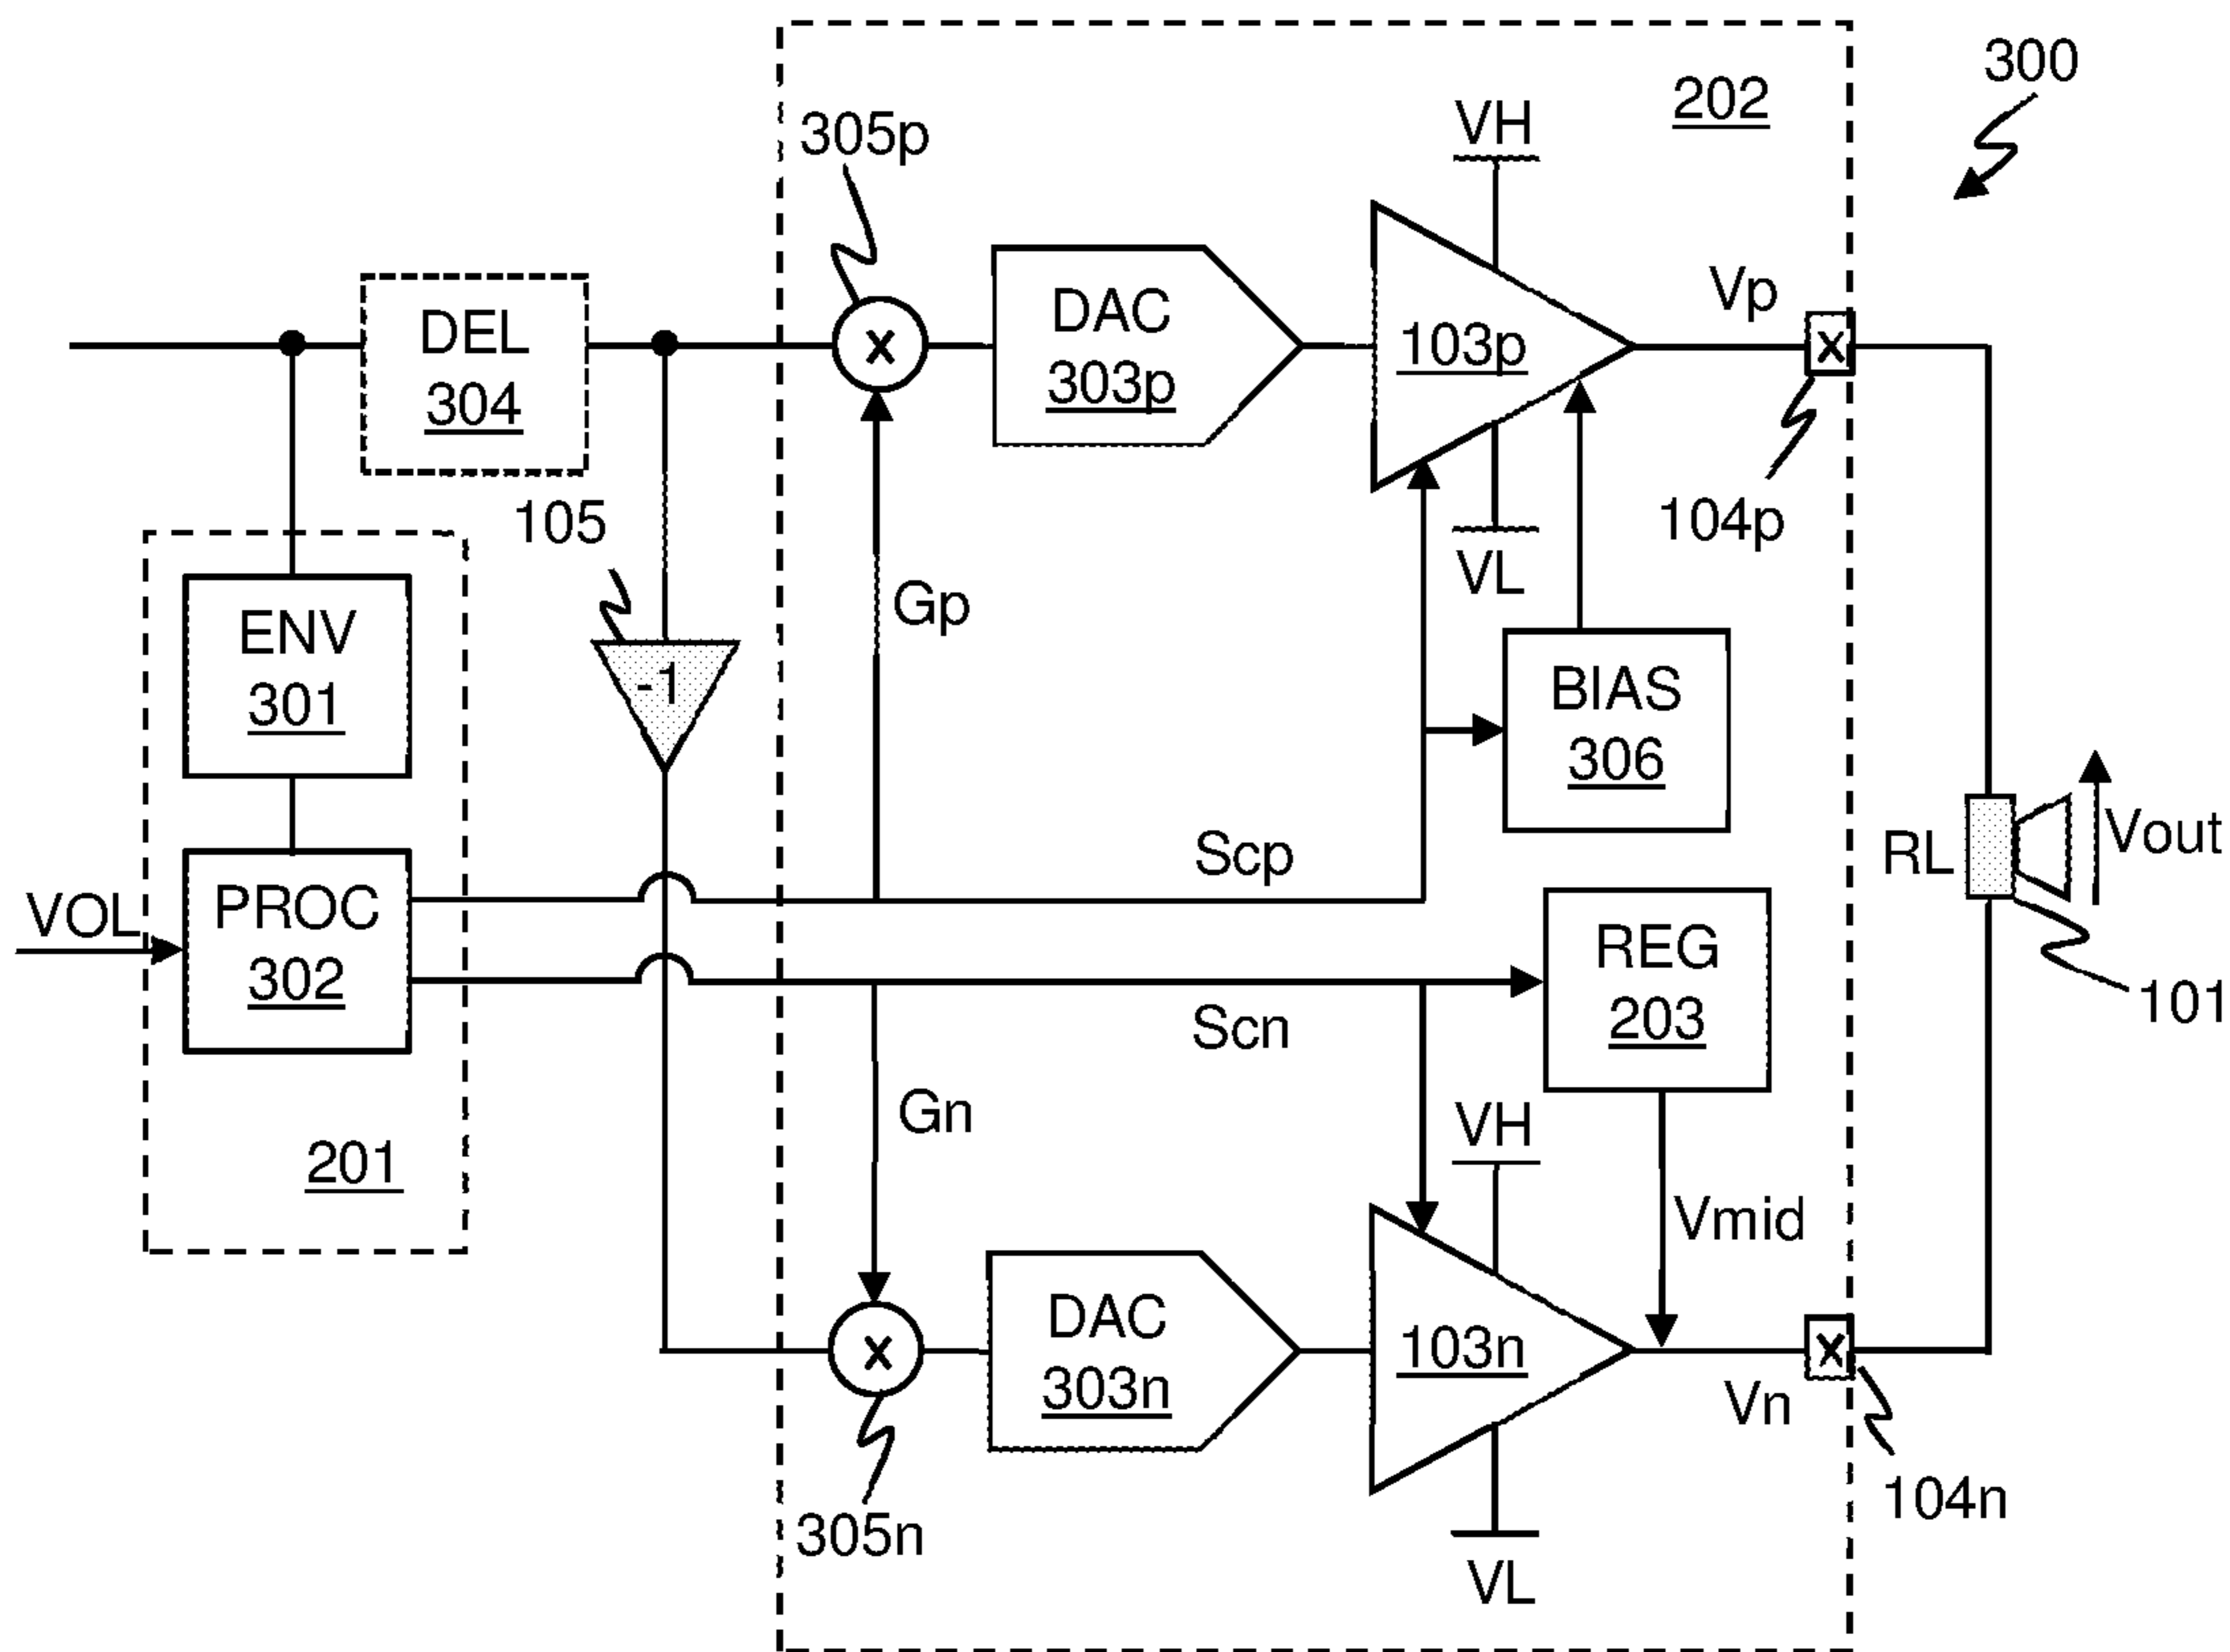 300
202
305p
VH
DEL
304
x
DAC
303p
103p
Vp
x
104p
VL
105
ENV
301
-1
Gp
BIAS
306
Scp
RL
Vout
VOL
PROC
302
REG
203
Scn
101
Gn
VH
201
Vmid
x
DAC
303n
103n
x
Vn
305n
104n
VL